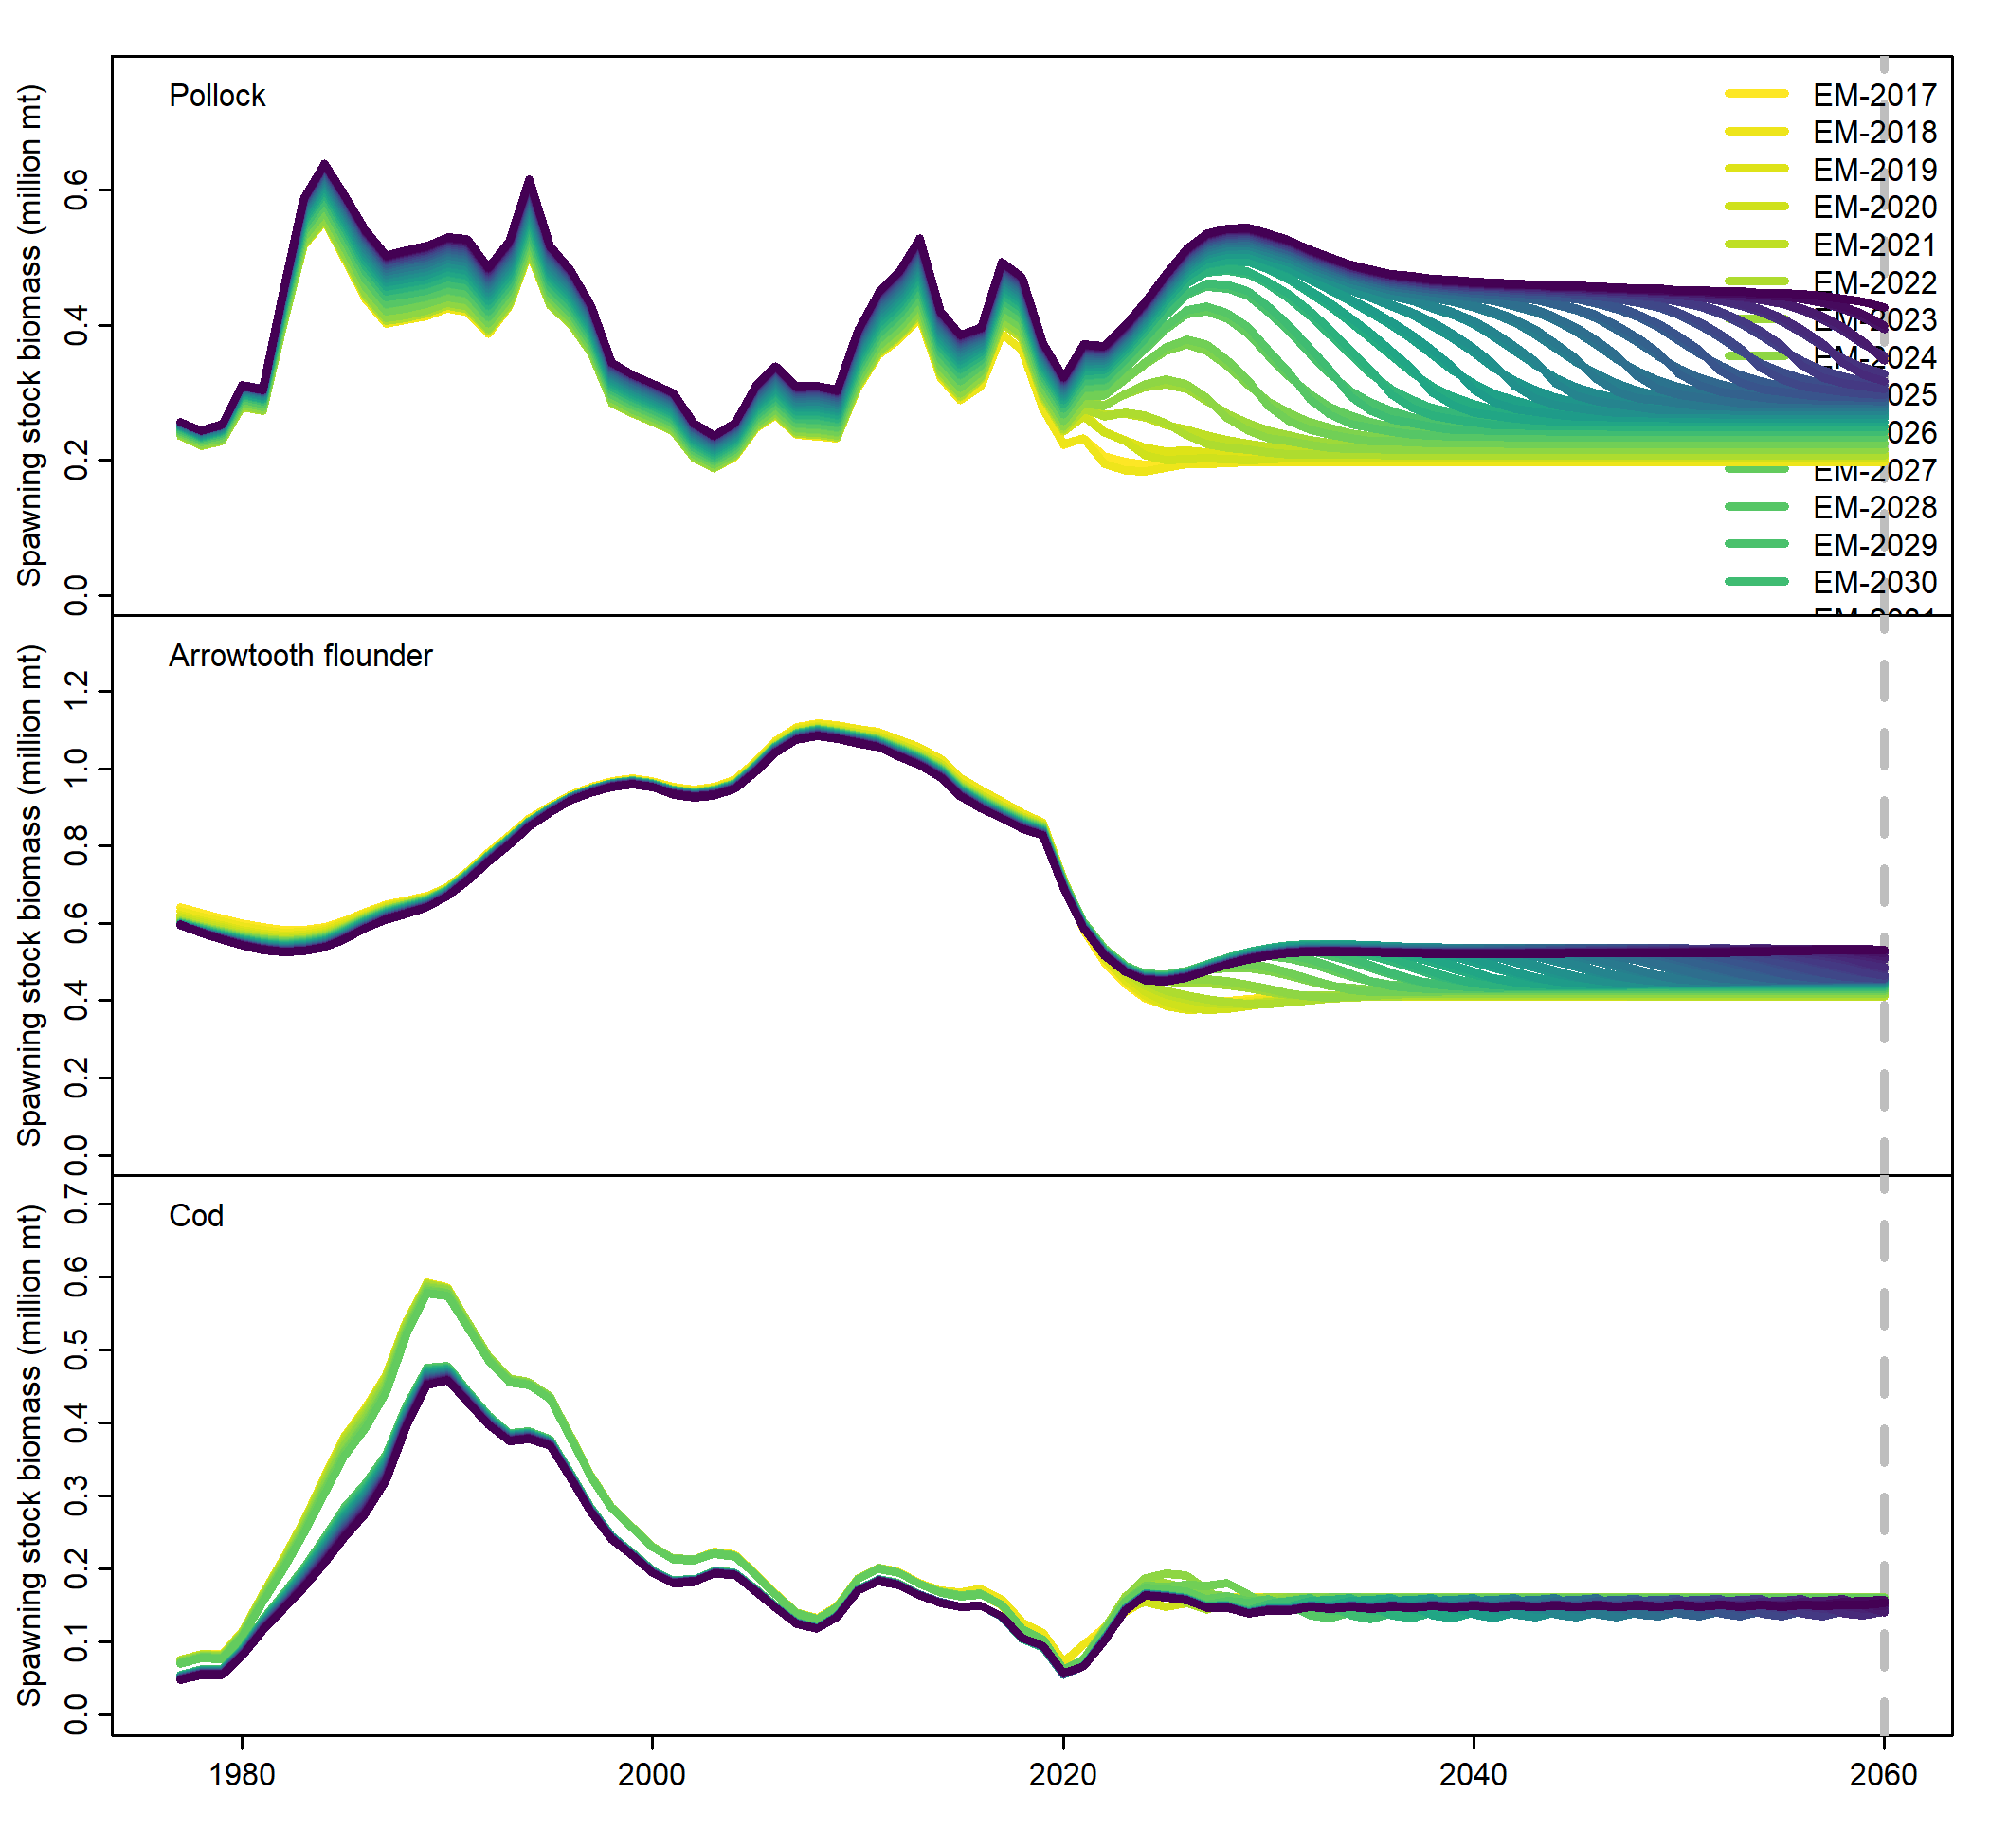 Pollock
Spawning stock biomass (million mt)
0.6
0.4
0.2
0.0
EM-2017
EM-2018
EM-2019
EM-2020
EM-2021
EM-2022
EM-2023
EM-2024
025
026
EM-2027
EM-2028
EM-2029
EM-2030
Arrowtooth flounder
Spawning stock biomass (million mt)
1.2
1.0
0.8
0.6
0.4
0.2
0.0
Cod
Spawning stock biomass (million mt)
0.7
0.6
0.5
0.4
0.3
0.2
0.1
0.0
1980 2000 2020 2040 2060